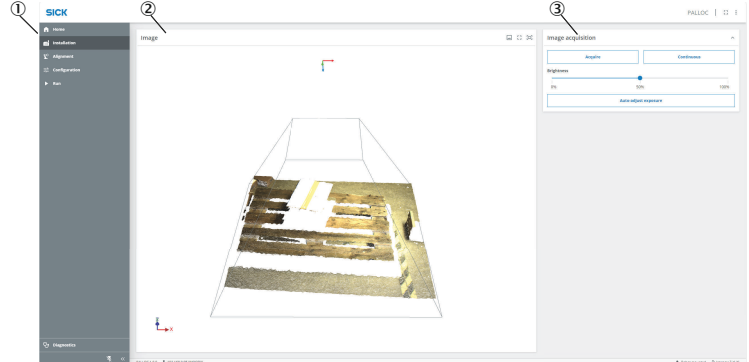 ① ② ③
SICK
PALLOC
Home
Installation
Alignment
Configuration
Run
Image
Image acquisition
Acquire
Continuous
Brightness
0%
50%
100%
Auto adjust exposure
X
Diagnostics